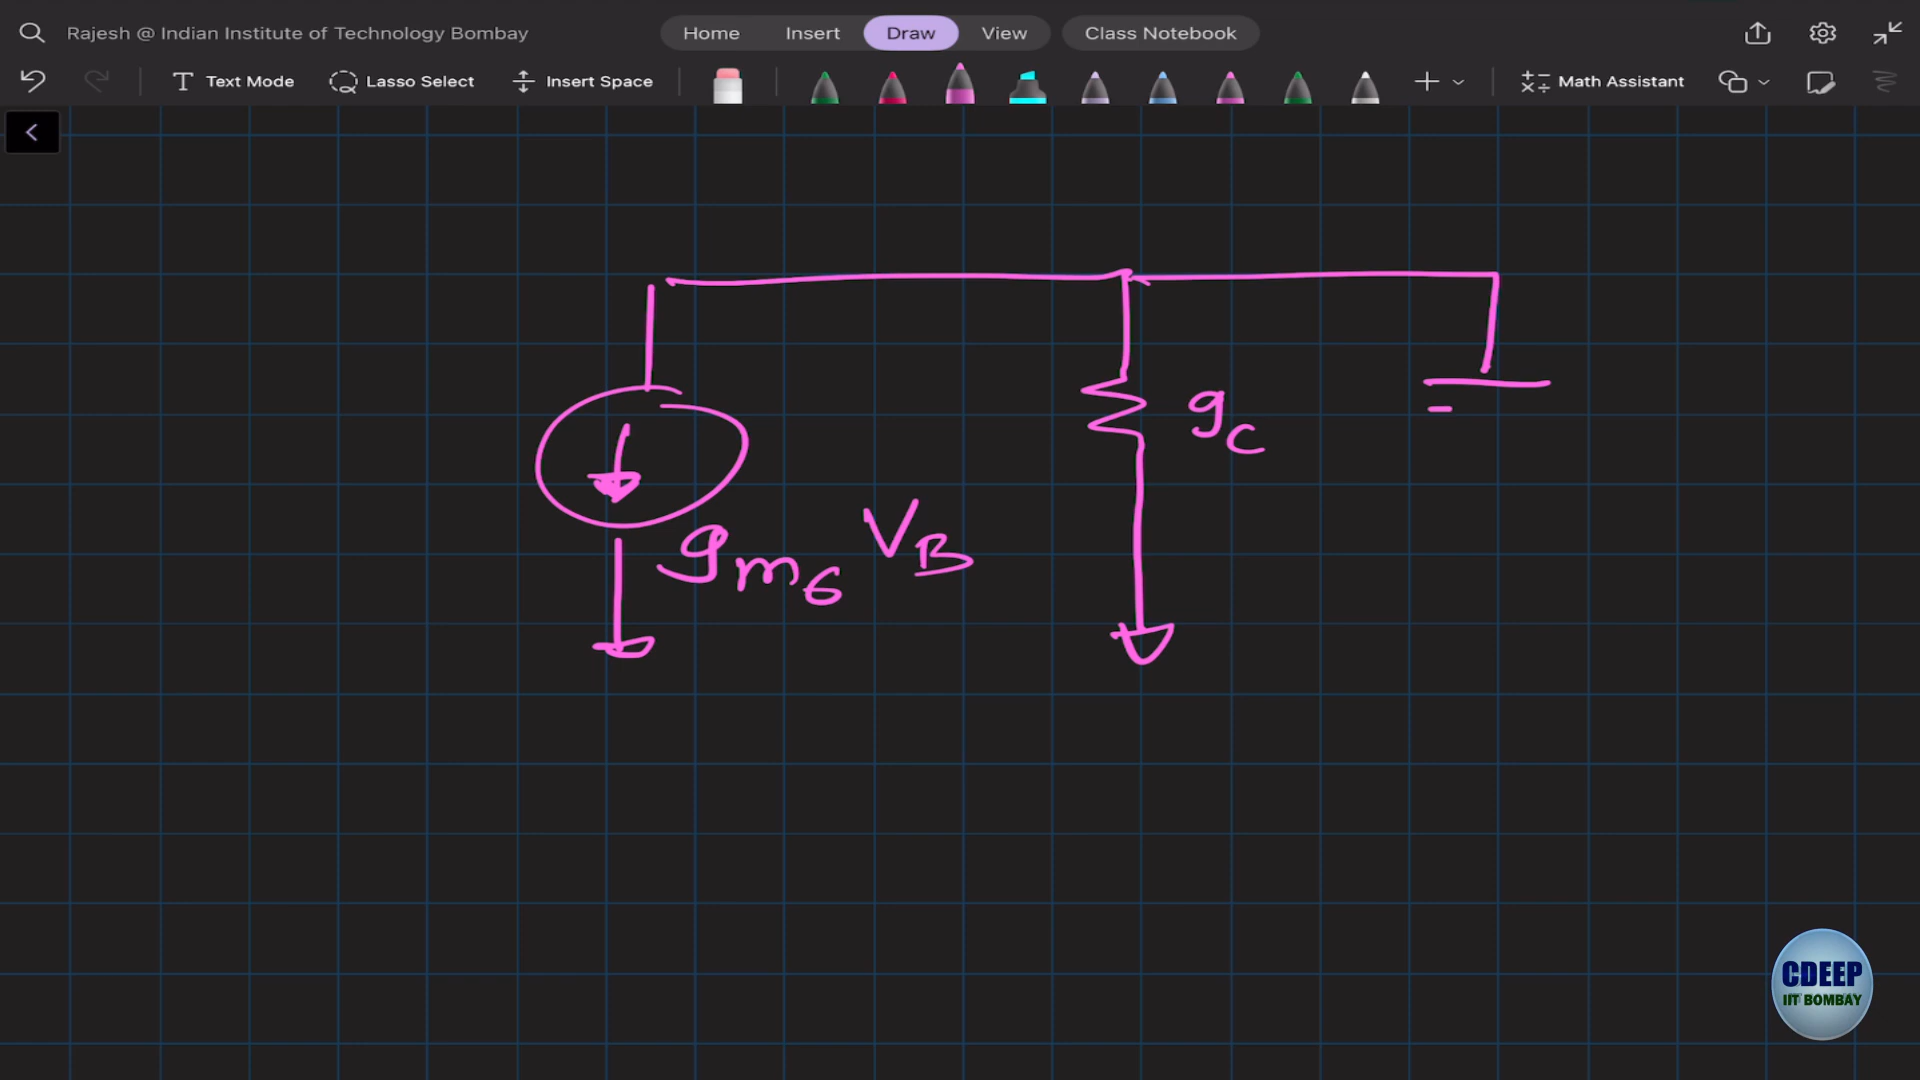 Rajesh @ Indian Institute of Technology Bombay
Home Insert Draw View Class Notebook
Text Mode Lasso Select Insert Space Math Assistant
gc
gm6 VB
CDEEP
IIT BOMBAY